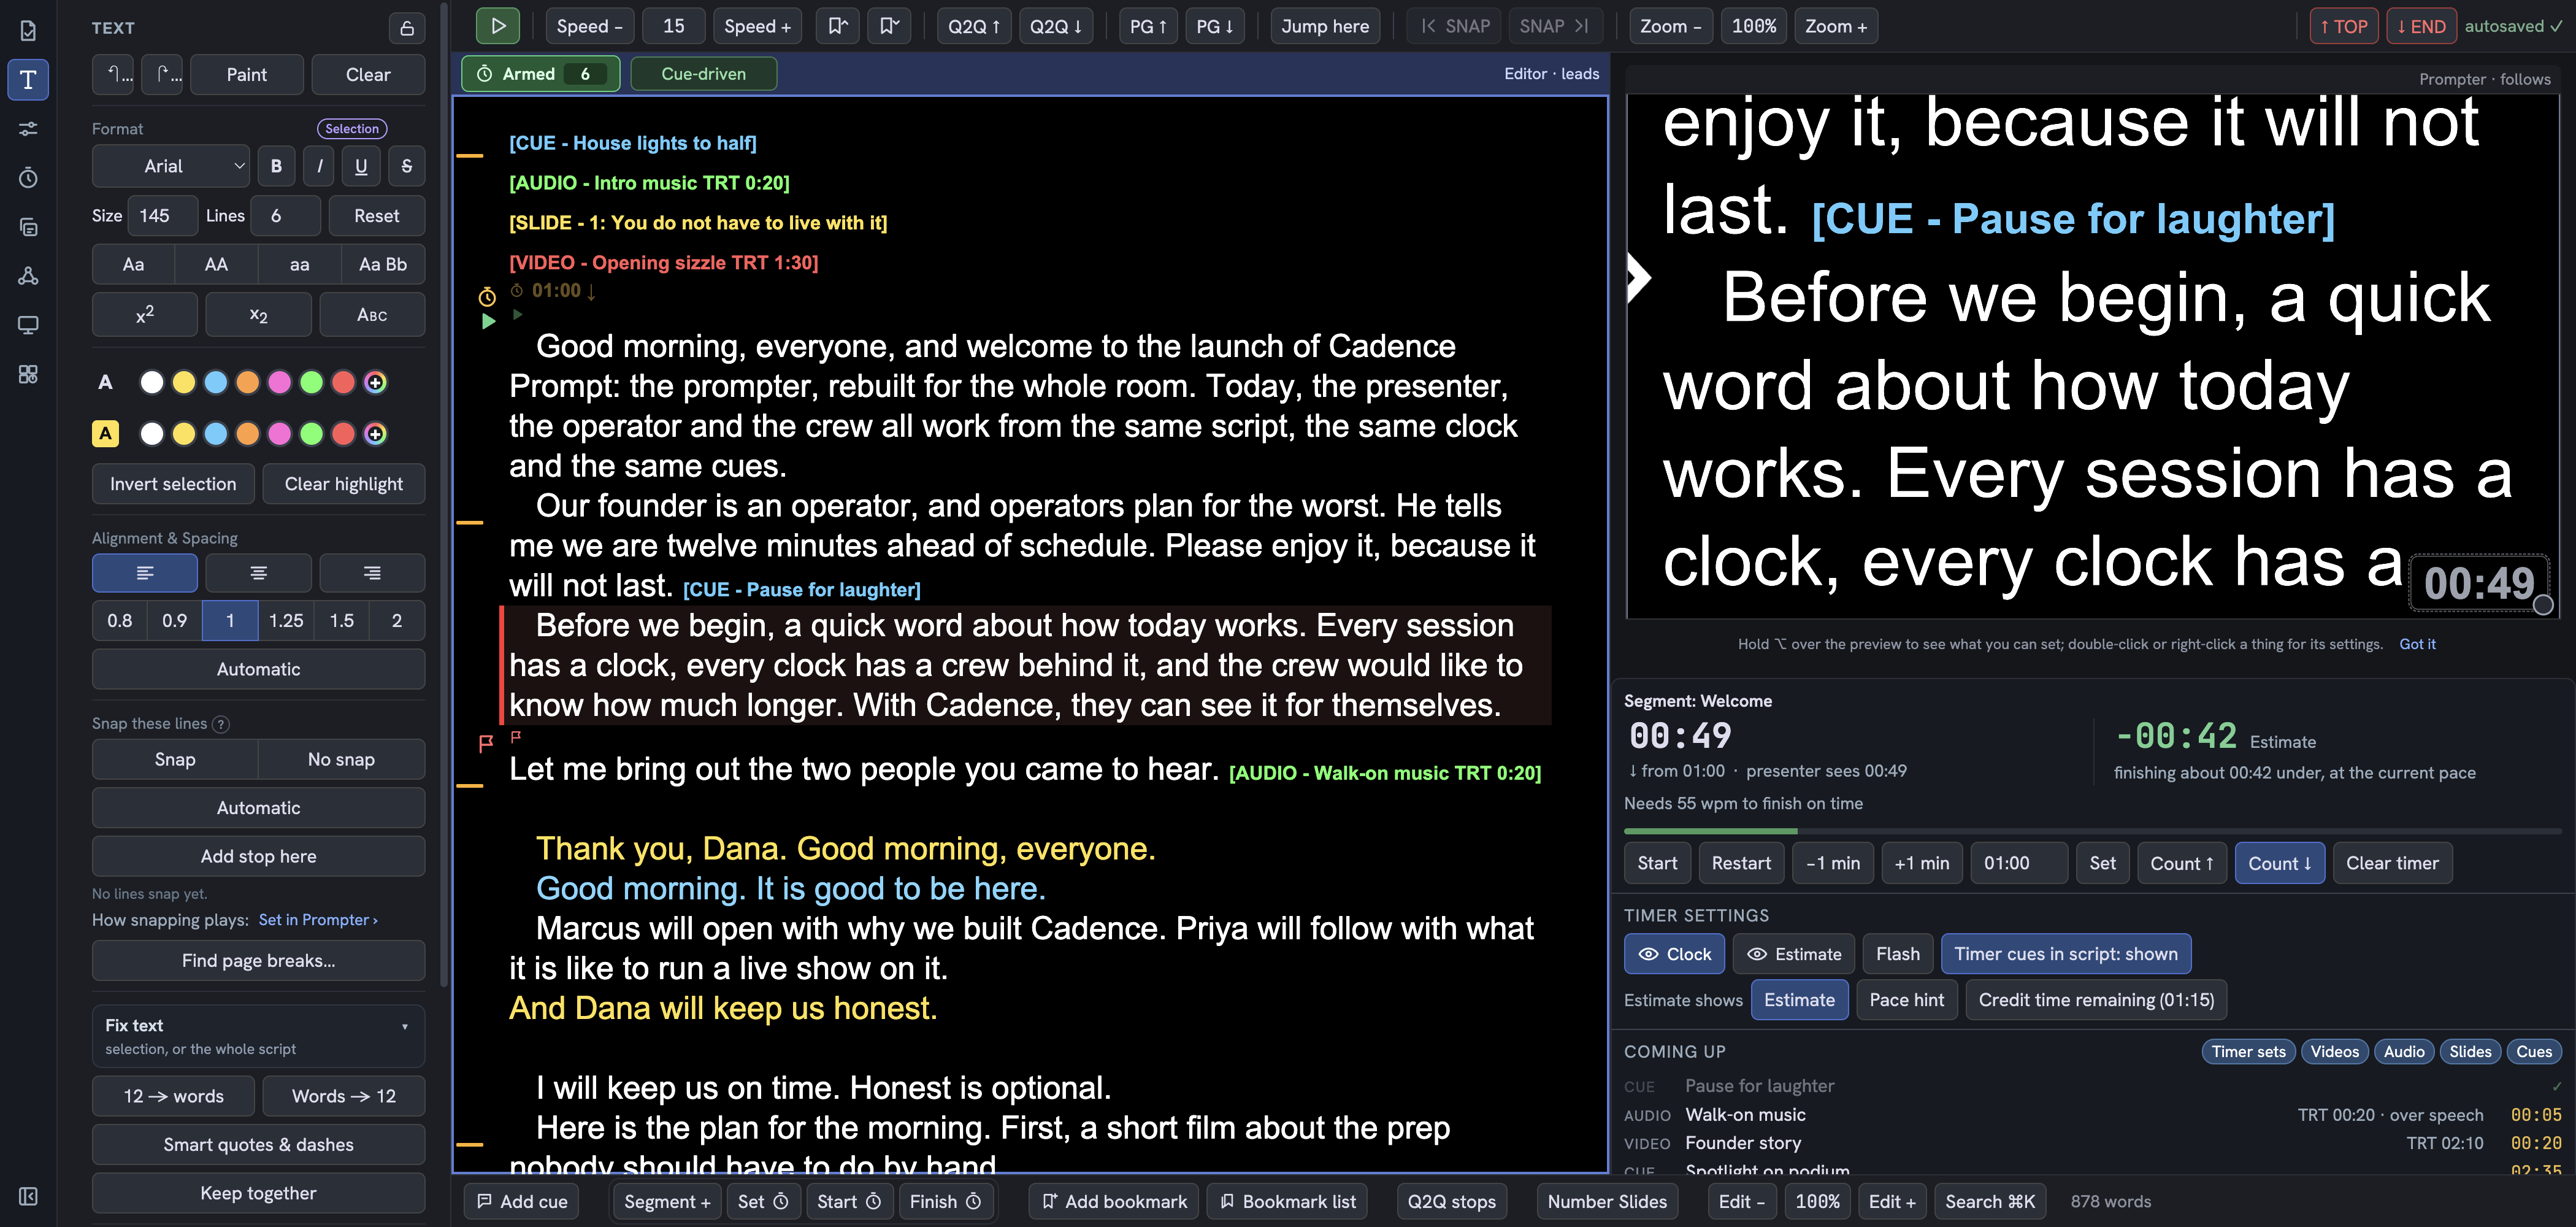 TEXT
Paint
Clear
Format
Selection
Arial
B
I
U
S
Size 145 Lines 6 Reset
Aa AA aa Aa Bb
x²
x₂
ABC
A
A
Invert selection
Clear highlight
Alignment & Spacing
0.8 0.9 1 1.25 1.5 2
Automatic
Snap these lines ?
Snap No snap
Automatic
Add stop here
No lines snap yet.
How snapping plays: Set in Prompter ›
Find page breaks...
Fix text
selection, or the whole script
12 → words
Words → 12
Smart quotes & dashes
Keep together
Speed – 15 Speed + Q2Q ↑ Q2Q ↓ PG ↑ PG ↓ Jump here SNAP SNAP Zoom – 100% Zoom + ↑ TOP ↓ END autosaved ✓
Armed 6
Cue-driven
Editor · leads
[CUE - House lights to half]
[AUDIO - Intro music TRT 0:20]
[SLIDE - 1: You do not have to live with it]
[VIDEO - Opening sizzle TRT 1:30]
01:00 ↓
Good morning, everyone, and welcome to the launch of Cadence
Prompt: the prompter, rebuilt for the whole room. Today, the presenter,
the operator and the crew all work from the same script, the same clock
and the same cues.
Our founder is an operator, and operators plan for the worst. He tells
me we are twelve minutes ahead of schedule. Please enjoy it, because it
will not last. [CUE - Pause for laughter]
Before we begin, a quick word about how today works. Every session
has a clock, every clock has a crew behind it, and the crew would like to
know how much longer. With Cadence, they can see it for themselves.
Let me bring out the two people you came to hear. [AUDIO - Walk-on music TRT 0:20]
Thank you, Dana. Good morning, everyone.
Good morning. It is good to be here.
Marcus will open with why we built Cadence. Priya will follow with what
it is like to run a live show on it.
And Dana will keep us honest.
I will keep us on time. Honest is optional.
Here is the plan for the morning. First, a short film about the prep
nobody should have to do by hand
Add cue Segment + Set Start Finish Add bookmark Bookmark list Q2Q stops Number Slides Edit – 100% Edit + Search ⌘K 878 words
Prompter · follows
enjoy it, because it will not
last. [CUE - Pause for laughter]
Before we begin, a quick
word about how today
works. Every session has a
clock, every clock has a
00:49
Hold ⌥ over the preview to see what you can set; double-click or right-click a thing for its settings. Got it
Segment: Welcome
00:49
↓ from 01:00 · presenter sees 00:49
-00:42 Estimate
finishing about 00:42 under, at the current pace
Needs 55 wpm to finish on time
Start Restart –1 min +1 min 01:00 Set Count ↑ Count ↓ Clear timer
TIMER SETTINGS
Clock Estimate Flash Timer cues in script: shown
Estimate shows Estimate Pace hint Credit time remaining (01:15)
COMING UP Timer sets Videos Audio Slides Cues
CUE Pause for laughter ✓
AUDIO Walk-on music TRT 00:20 · over speech 00:05
VIDEO Founder story TRT 02:10 00:20
CUE Spotlight on podium 02:35